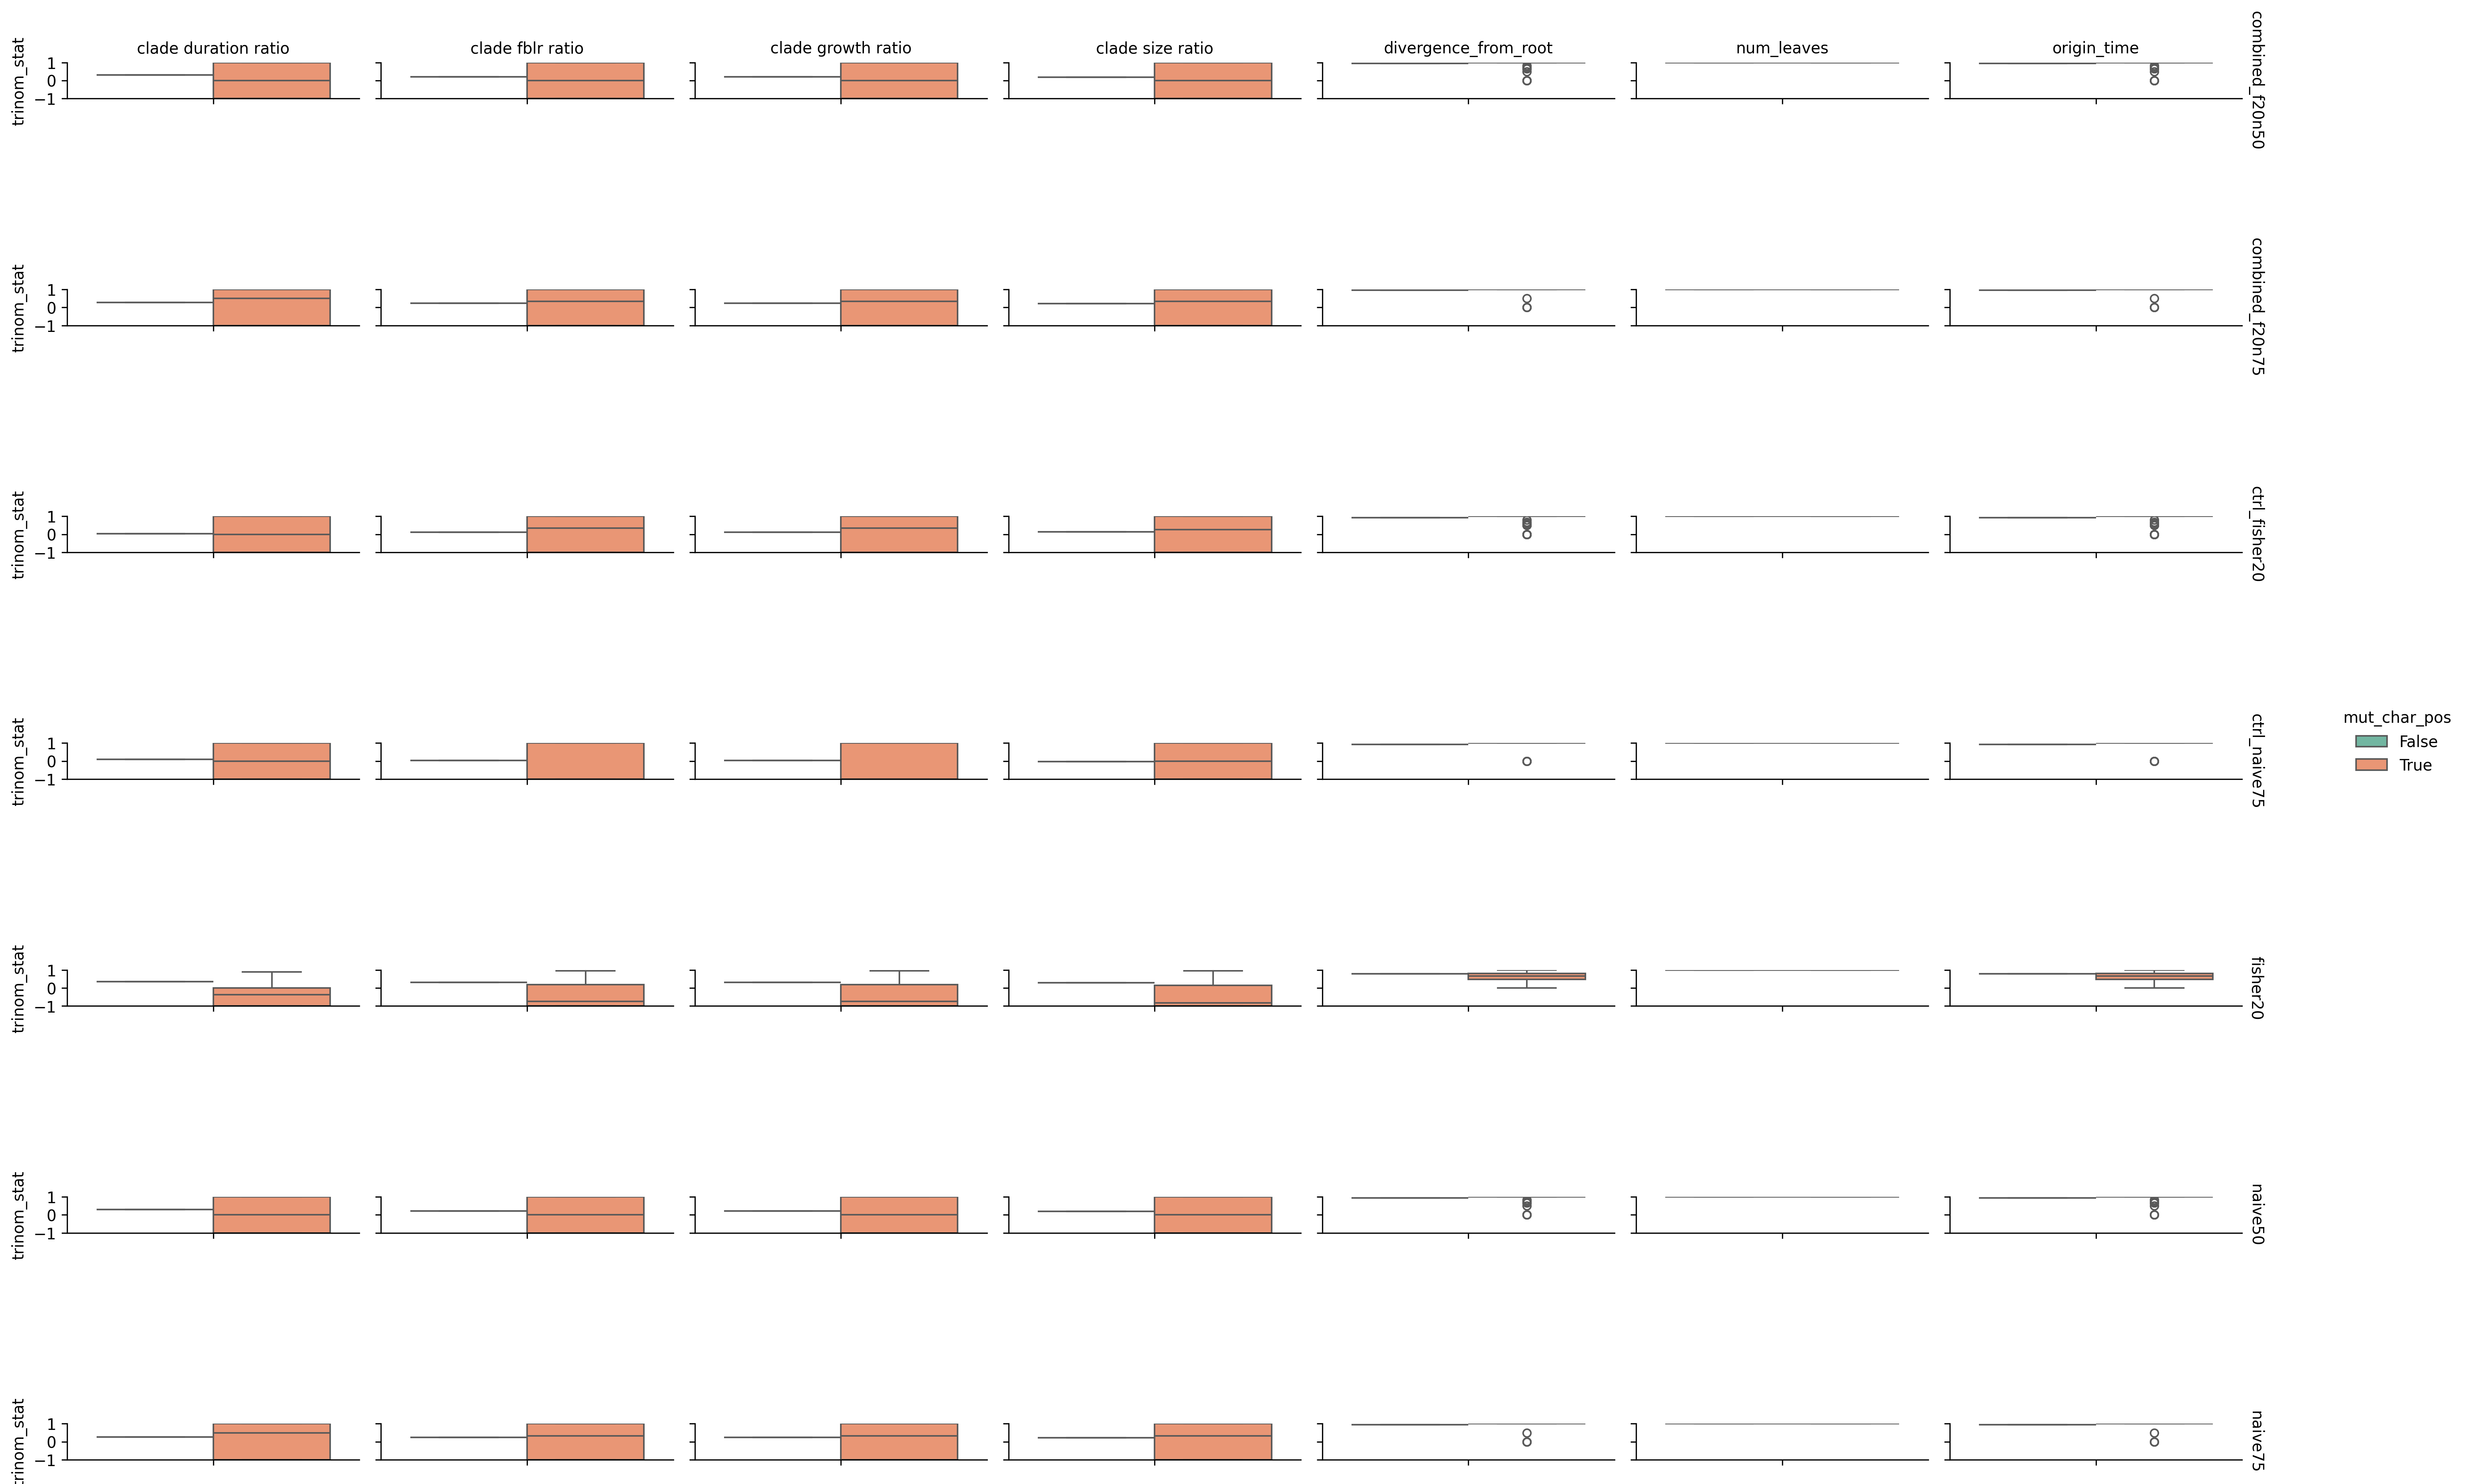 clade duration ratio
clade fblr ratio
clade growth ratio
clade size ratio
divergence_from_root
num_leaves
origin_time
trinom_stat
1
0
−1
combined_f20n50
trinom_stat
1
0
−1
combined_f20n75
trinom_stat
1
0
−1
ctrl_fisher20
trinom_stat
1
0
−1
ctrl_naive75
mut_char_pos
False
True
trinom_stat
1
0
−1
fisher20
trinom_stat
1
0
−1
naive50
trinom_stat
1
0
−1
naive75